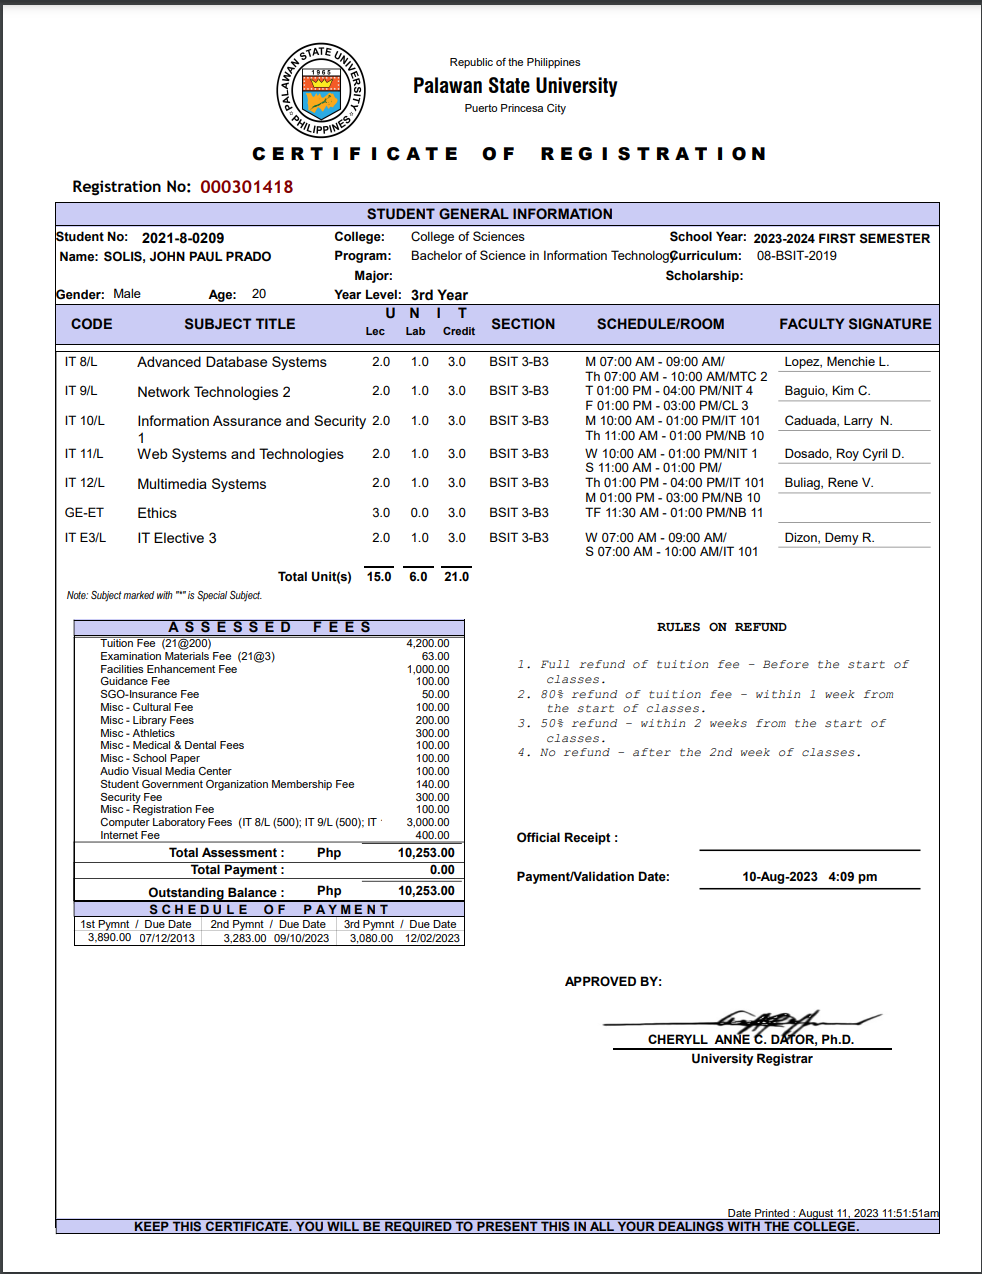 PALAWAN STATE UNIVERSITY
1965
PHILIPPINES
Republic of the Philippines
Palawan State University
Puerto Princesa City
CERTIFICATE OF REGISTRATION
Registration No: 000301418
STUDENT GENERAL INFORMATION
Student No: 2021-8-0209 College: College of Sciences School Year: 2023-2024 FIRST SEMESTER
Name: SOLIS, JOHN PAUL PRADO Program: Bachelor of Science in Information Technology Curriculum: 08-BSIT-2019
Major: Scholarship:
Gender: Male Age: 20 Year Level: 3rd Year
CODE SUBJECT TITLE UNIT SECTION SCHEDULE/ROOM FACULTY SIGNATURE
Lec Lab Credit
IT 8/L Advanced Database Systems 2.0 1.0 3.0 BSIT 3-B3 M 07:00 AM - 09:00 AM/ Lopez, Menchie L.
Th 07:00 AM - 10:00 AM/MTC 2
IT 9/L Network Technologies 2 2.0 1.0 3.0 BSIT 3-B3 T 01:00 PM - 04:00 PM/NIT 4 Baguio, Kim C.
F 01:00 PM - 03:00 PM/CL 3
IT 10/L Information Assurance and Security 2.0 1.0 3.0 BSIT 3-B3 M 10:00 AM - 01:00 PM/IT 101 Caduada, Larry N.
1 Th 11:00 AM - 01:00 PM/NB 10
IT 11/L Web Systems and Technologies 2.0 1.0 3.0 BSIT 3-B3 W 10:00 AM - 01:00 PM/NIT 1 Dosado, Roy Cyril D.
S 11:00 AM - 01:00 PM/
IT 12/L Multimedia Systems 2.0 1.0 3.0 BSIT 3-B3 Th 01:00 PM - 04:00 PM/IT 101 Buliag, Rene V.
M 01:00 PM - 03:00 PM/NB 10
GE-ET Ethics 3.0 0.0 3.0 BSIT 3-B3 TF 11:30 AM - 01:00 PM/NB 11
IT E3/L IT Elective 3 2.0 1.0 3.0 BSIT 3-B3 W 07:00 AM - 09:00 AM/ Dizon, Demy R.
S 07:00 AM - 10:00 AM/IT 101
Total Unit(s) 15.0 6.0 21.0
Note: Subject marked with "*" is Special Subject.
ASSESSED FEES
Tuition Fee (21@200) 4,200.00
Examination Materials Fee (21@3) 63.00
Facilities Enhancement Fee 1,000.00
Guidance Fee 100.00
SGO-Insurance Fee 50.00
Misc - Cultural Fee 100.00
Misc - Library Fees 200.00
Misc - Athletics 300.00
Misc - Medical & Dental Fees 100.00
Misc - School Paper 100.00
Audio Visual Media Center 100.00
Student Government Organization Membership Fee 140.00
Security Fee 300.00
Misc - Registration Fee 100.00
Computer Laboratory Fees (IT 8/L (500); IT 9/L (500); IT 3,000.00
Internet Fee 400.00
Total Assessment : Php 10,253.00
Total Payment : 0.00
Outstanding Balance : Php 10,253.00
SCHEDULE OF PAYMENT
1st Pymnt / Due Date 2nd Pymnt / Due Date 3rd Pymnt / Due Date
3,890.00 07/12/2013 3,283.00 09/10/2023 3,080.00 12/02/2023
RULES ON REFUND
1. Full refund of tuition fee - Before the start of
classes.
2. 80% refund of tuition fee - within 1 week from
the start of classes.
3. 50% refund - within 2 weeks from the start of
classes.
4. No refund - after the 2nd week of classes.
Official Receipt :
Payment/Validation Date: 10-Aug-2023 4:09 pm
APPROVED BY:
CHERYLL ANNE C. DATOR, Ph.D.
University Registrar
Date Printed : August 11, 2023 11:51:51am
KEEP THIS CERTIFICATE. YOU WILL BE REQUIRED TO PRESENT THIS IN ALL YOUR DEALINGS WITH THE COLLEGE.